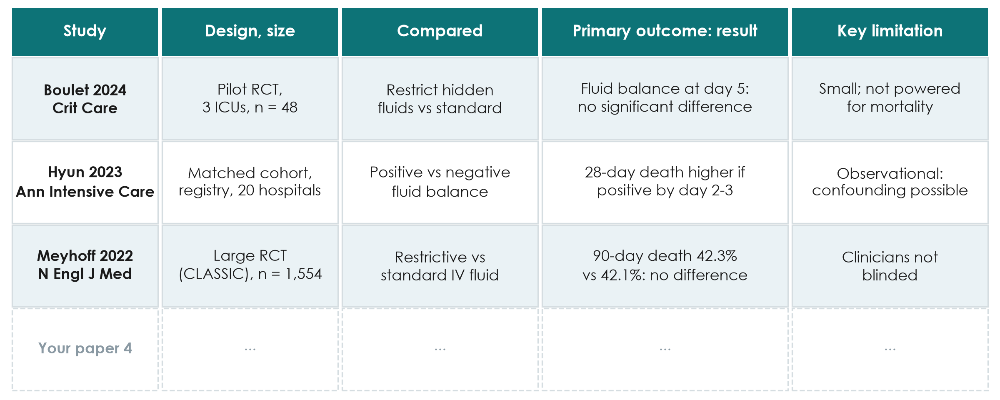 Study
Design, size
Compared
Primary outcome: result
Key limitation
Boulet 2024
Crit Care
Pilot RCT,
3 ICUs, n = 48
Restrict hidden
fluids vs standard
Fluid balance at day 5:
no significant difference
Small; not powered
for mortality
Hyun 2023
Ann Intensive Care
Matched cohort,
registry, 20 hospitals
Positive vs negative
fluid balance
28-day death higher if
positive by day 2-3
Observational:
confounding possible
Meyhoff 2022
N Engl J Med
Large RCT
(CLASSIC), n = 1,554
Restrictive vs
standard IV fluid
90-day death 42.3%
vs 42.1%: no difference
Clinicians not
blinded
Your paper 4
...
...
...
...